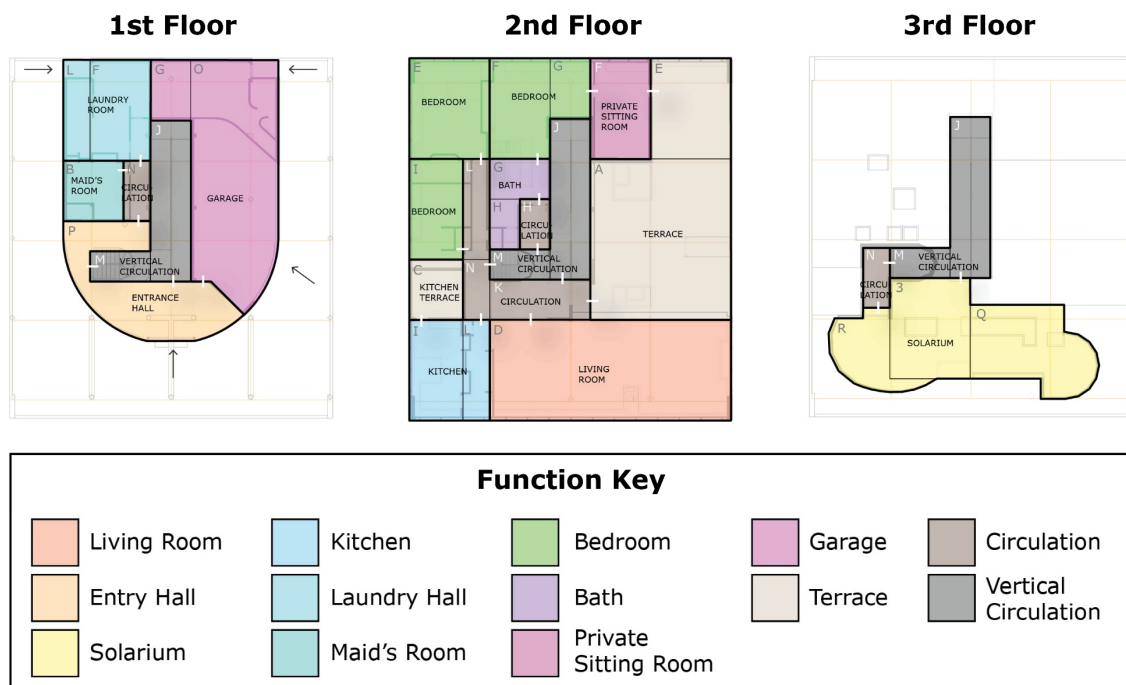 1st Floor
2nd Floor
3rd Floor
L
F
G
O
LAUNDRY
ROOM
J
B
N
MAID'S
ROOM
CIRCU-
LATION
GARAGE
P
M
VERTICAL
CIRCULATION
ENTRANCE
HALL
E
F
G
F
E
BEDROOM
BEDROOM
PRIVATE
SITTING
ROOM
J
I
L
G
A
BATH
H
H
BEDROOM
CIRCU-
LATION
TERRACE
C
N
M
VERTICAL
CIRCULATION
KITCHEN
TERRACE
K
CIRCULATION
I
L
D
KITCHEN
LIVING
ROOM
J
N
M
VERTICAL
CIRCULATION
CIRCU-
LATION
3
R
Q
SOLARIUM
Function Key
Living Room
Kitchen
Bedroom
Garage
Circulation
Entry Hall
Laundry Hall
Bath
Terrace
Vertical
Circulation
Solarium
Maid's Room
Private
Sitting Room